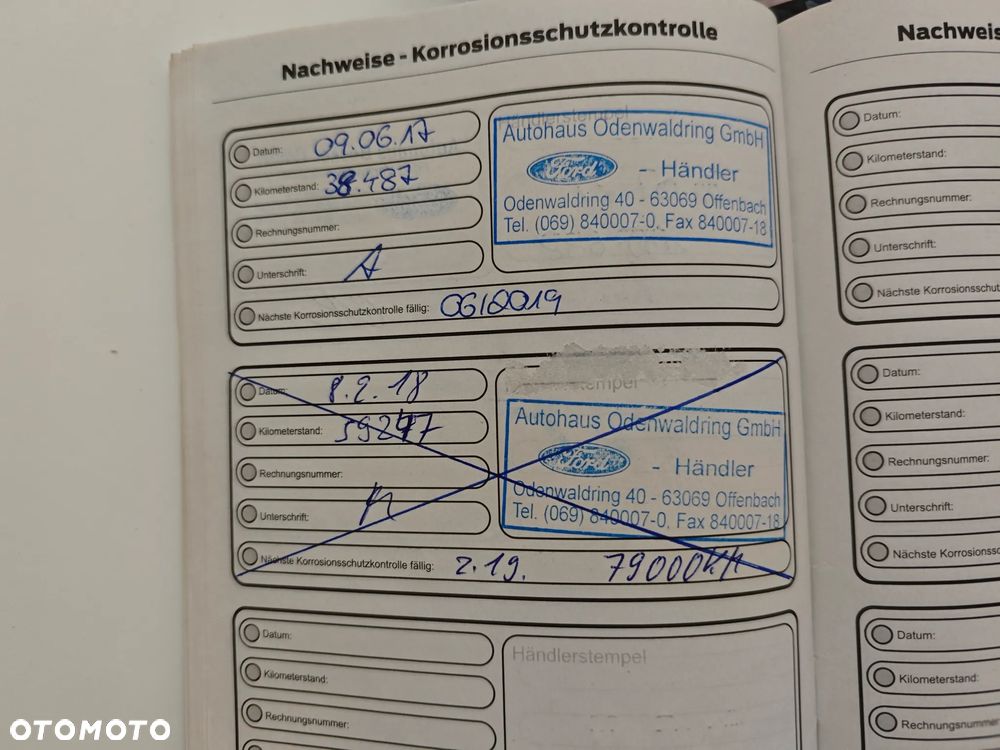 Nachweise - Korrosionsschutzkontrolle
Datum: 09.06.17
Kilometerstand: 38.487
Rechnungsnummer:
Unterschrift:
Nächste Korrosionsschutzkontrolle fällig: 06/2019
Händlerstempel
Autohaus Odenwaldring GmbH
Ford - Händler
Odenwaldring 40 - 63069 Offenbach
Tel. (069) 840007-0, Fax 840007-18
Datum: 8.2.18
Kilometerstand: 59247
Rechnungsnummer:
Unterschrift:
Nächste Korrosionsschutzkontrolle fällig: 2.19. 79000
Autohaus Odenwaldring GmbH
Ford - Händler
Odenwaldring 40 - 63069 Offenbach
Tel. (069) 840007-0, Fax 840007-18
Datum:
Kilometerstand:
Rechnungsnummer:
Händlerstempel
Nachweis
Datum:
Kilometerstand:
Rechnungsnummer:
Unterschrift:
Nächste Korrosionsschut
Datum:
Kilometerstand:
Rechnungsnummer:
Unterschrift:
Nächste Korrosionssc
Datum:
Kilometerstand:
Rechnungsnummer:
OTOMOTO